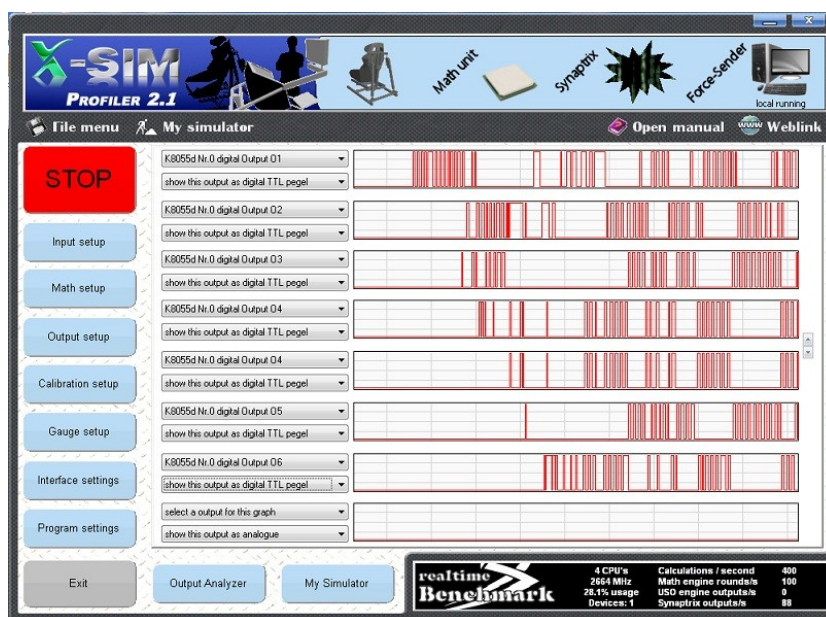 X-SIM
PROFILER 2.1
Math unit
Synaptrix
Force-Sender
local running
File menu
My simulator
Open manual
Weblink
STOP
Input setup
Math setup
Output setup
Calibration setup
Gauge setup
Interface settings
Program settings
Exit
K8055d Nr.0 digital Output O1
show this output as digital TTL pegel
K8055d Nr.0 digital Output O2
show this output as digital TTL pegel
K8055d Nr.0 digital Output O3
show this output as digital TTL pegel
K8055d Nr.0 digital Output O4
show this output as digital TTL pegel
K8055d Nr.0 digital Output O4
show this output as digital TTL pegel
K8055d Nr.0 digital Output O5
show this output as digital TTL pegel
K8055d Nr.0 digital Output O6
show this output as digital TTL pegel
select a output for this graph
show this output as analogue
Output Analyzer
My Simulator
realtime
Benchmark
4 CPU's
2664 MHz
28.1% usage
Devices: 1
Calculations / second 400
Math engine rounds/s 100
USO engine outputs/s 0
Synaptrix outputs/s 88